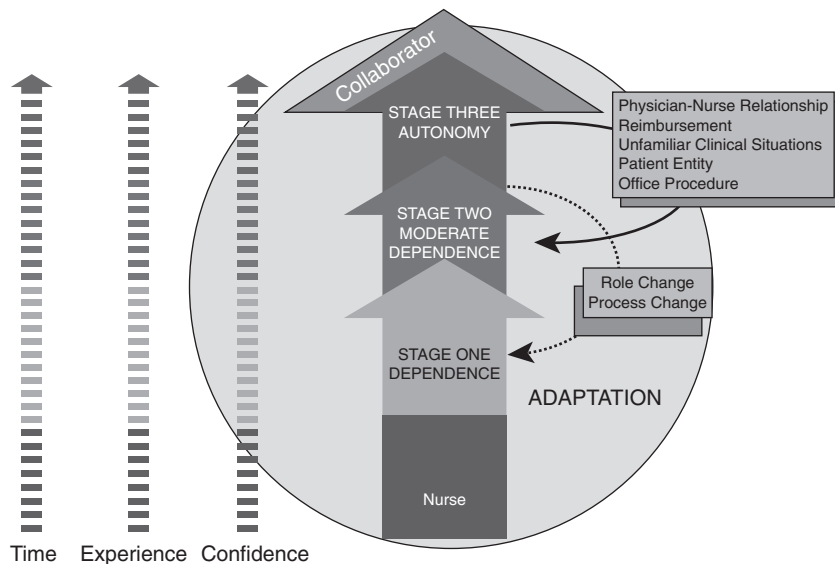 Collaborator
STAGE THREE
AUTONOMY
Physician-Nurse Relationship
Reimbursement
Unfamiliar Clinical Situations
Patient Entity
Office Procedure
STAGE TWO
MODERATE
DEPENDENCE
Role Change
Process Change
STAGE ONE
DEPENDENCE
ADAPTATION
Nurse
Time
Experience
Confidence